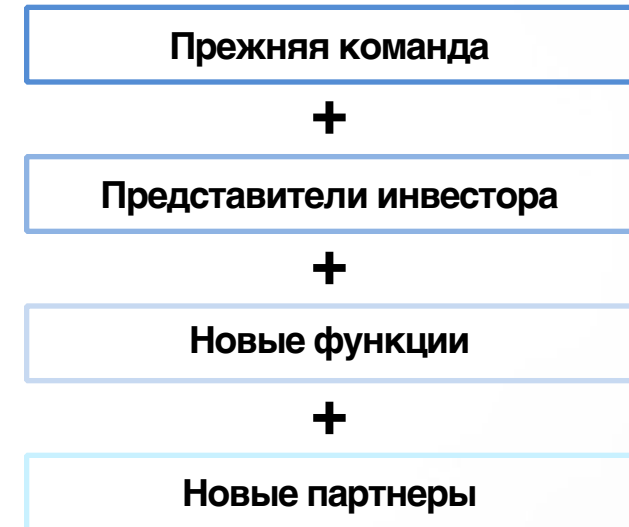 Прежняя команда
+
Представители инвестора
+
Новые функции
+
Новые партнеры